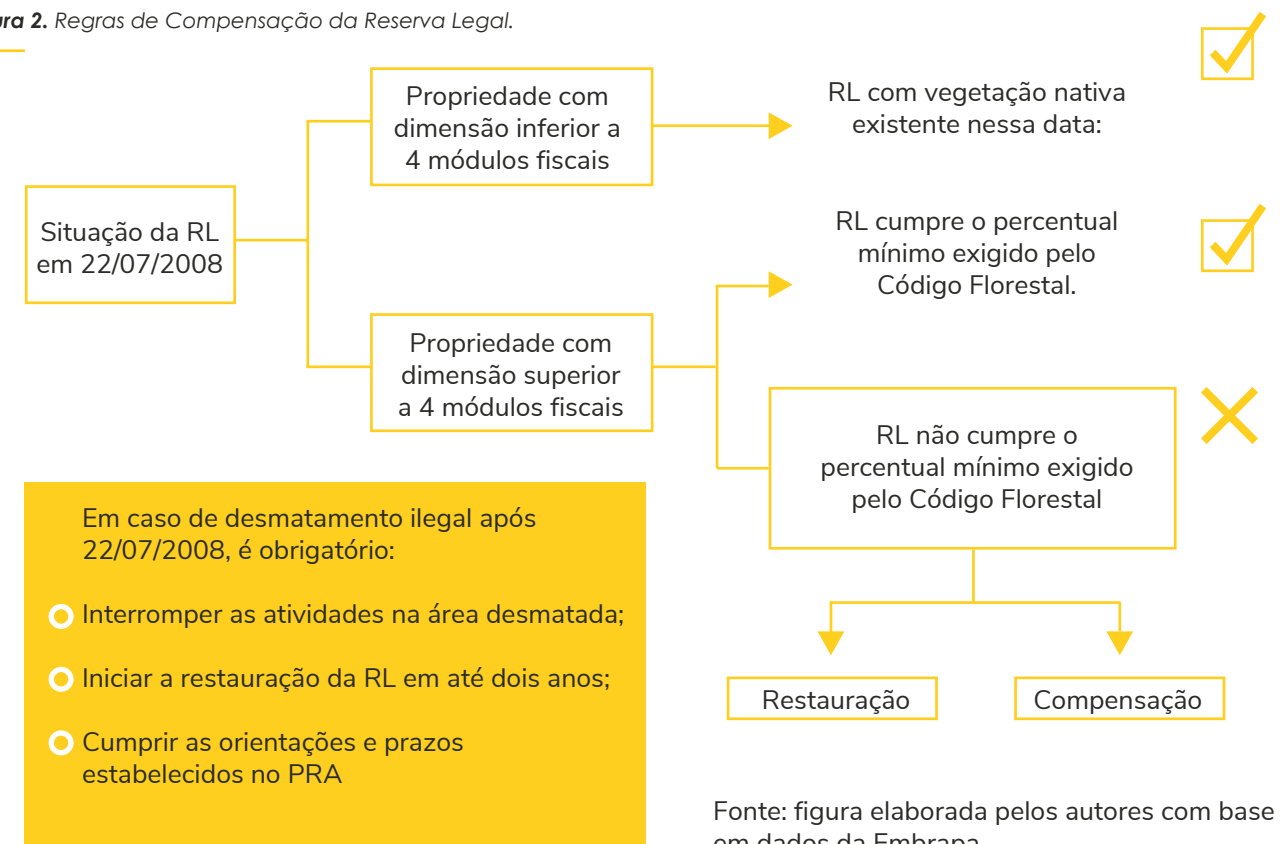 2. Regras de Compensação da Reserva Legal.
Propriedade com
dimensão inferior a
4 módulos fiscais
RL com vegetação nativa
existente nessa data:
Situação da RL
em 22/07/2008
RL cumpre o percentual
mínimo exigido pelo
Código Florestal.
Propriedade com
dimensão superior
a 4 módulos fiscais
RL não cumpre o
percentual mínimo exigido
pelo Código Florestal
Em caso de desmatamento ilegal após
22/07/2008, é obrigatório:
Interromper as atividades na área desmatada;
Iniciar a restauração da RL em até dois anos;
Cumprir as orientações e prazos
estabelecidos no PRA
Restauração
Compensação
Fonte: figura elaborada pelos autores com base
em dados da Embrapa